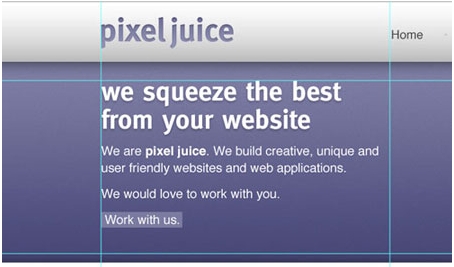 pixel juice
Home
we squeeze the best
from your website
We are pixel juice. We build creative, unique and
user friendly websites and web applications.
We would love to work with you.
Work with us.